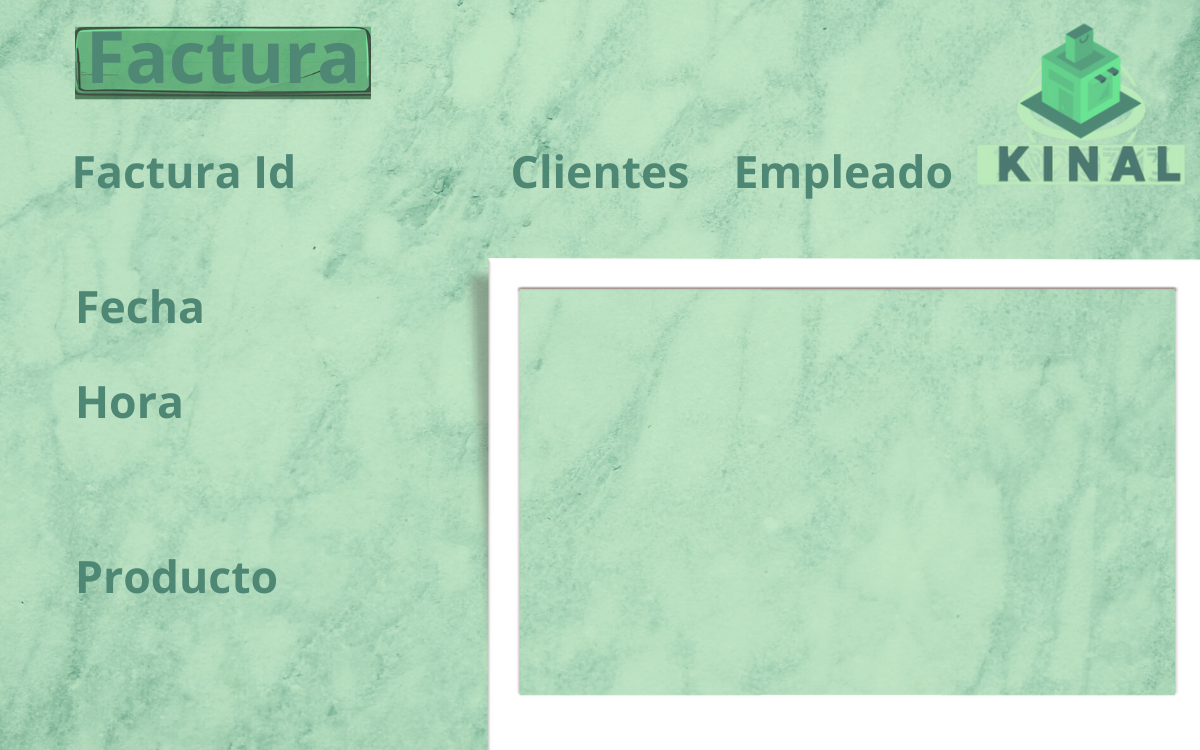 Factura
KINAL
Factura Id
Clientes
Empleado
Fecha
Hora
Producto